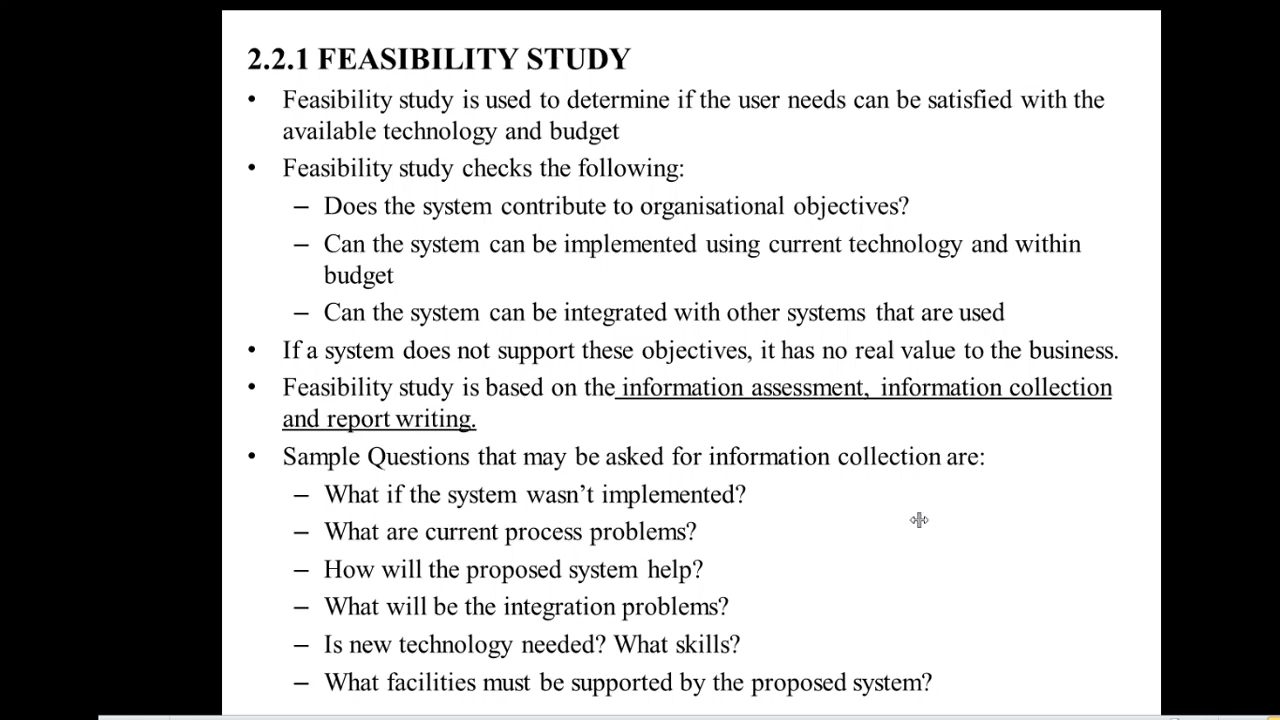 2.2.1 FEASIBILITY STUDY
• Feasibility study is used to determine if the user needs can be satisfied with the
available technology and budget
• Feasibility study checks the following:
– Does the system contribute to organisational objectives?
– Can the system can be implemented using current technology and within
budget
– Can the system can be integrated with other systems that are used
• If a system does not support these objectives, it has no real value to the business.
• Feasibility study is based on the information assessment, information collection
and report writing.
• Sample Questions that may be asked for information collection are:
– What if the system wasn’t implemented?
– What are current process problems?
– How will the proposed system help?
– What will be the integration problems?
– Is new technology needed? What skills?
– What facilities must be supported by the proposed system?